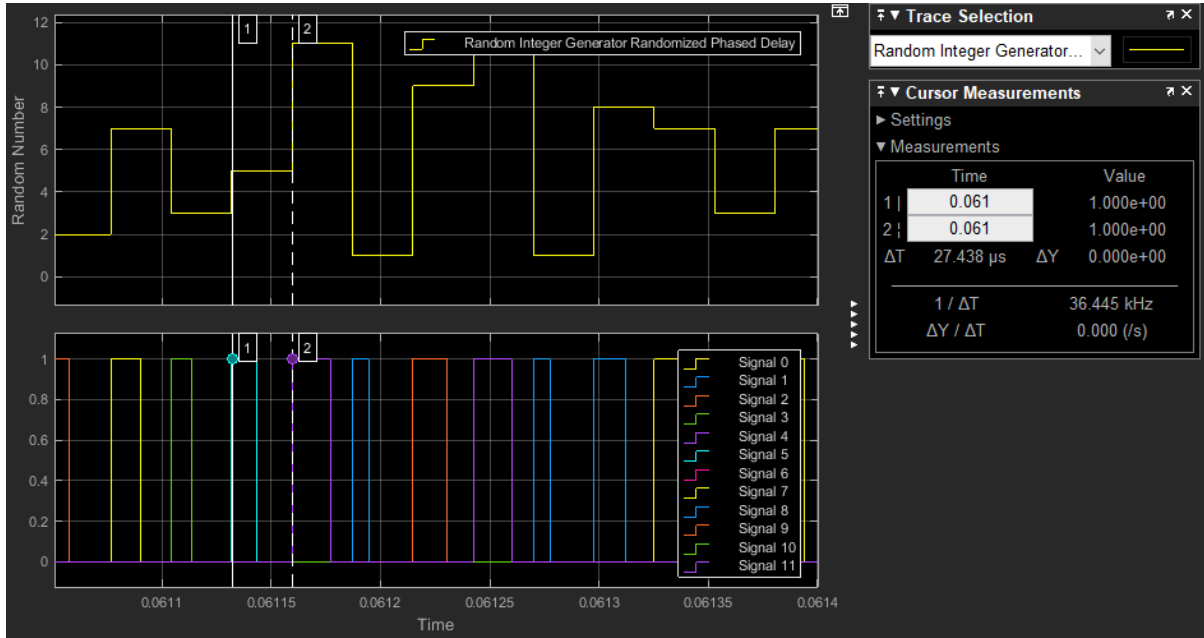 12
10
8
6
4
2
0
Random Number
1
2
Random Integer Generator Randomized Phased Delay
1
0.8
0.6
0.4
0.2
0
1
2
Signal 0
Signal 1
Signal 2
Signal 3
Signal 4
Signal 5
Signal 6
Signal 7
Signal 8
Signal 9
Signal 10
Signal 11
0.0611 0.06115 0.0612 0.06125 0.0613 0.06135 0.0614
Time
Trace Selection
Random Integer Generator...
Cursor Measurements
Settings
Measurements
Time Value
1 | 0.061 1.000e+00
2 ¦ 0.061 1.000e+00
ΔT 27.438 µs ΔY 0.000e+00
1 / ΔT 36.445 kHz
ΔY / ΔT 0.000 (/s)